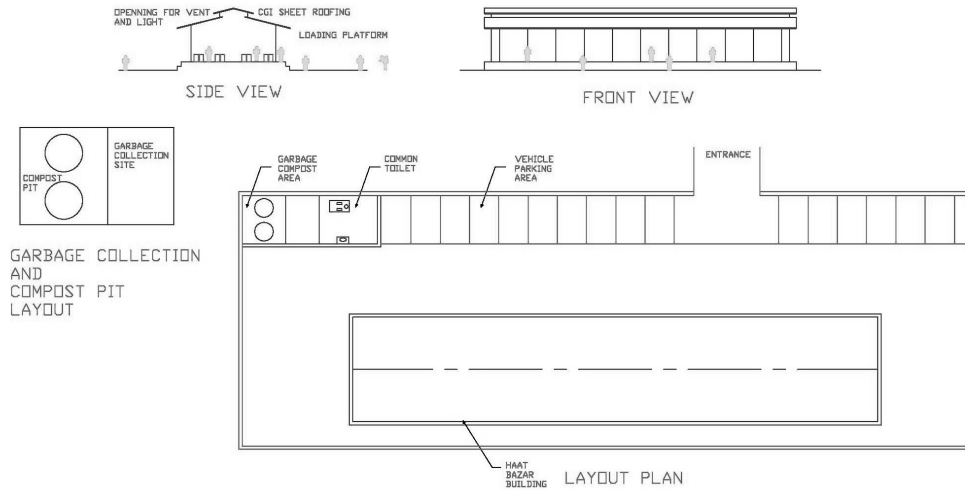 OPENNING FOR VENT
AND LIGHT
CGI SHEET ROOFING
LOADING PLATFORM
SIDE VIEW
FRONT VIEW
COMPOST
PIT
GARBAGE
COLLECTION
SITE
GARBAGE COLLECTION
AND
COMPOST PIT
LAYOUT
GARBAGE
COMPOST
AREA
COMMON
TOILET
VEHICLE
PARKING
AREA
ENTRANCE
HAAT
BAZAR
BUILDING
LAYOUT PLAN